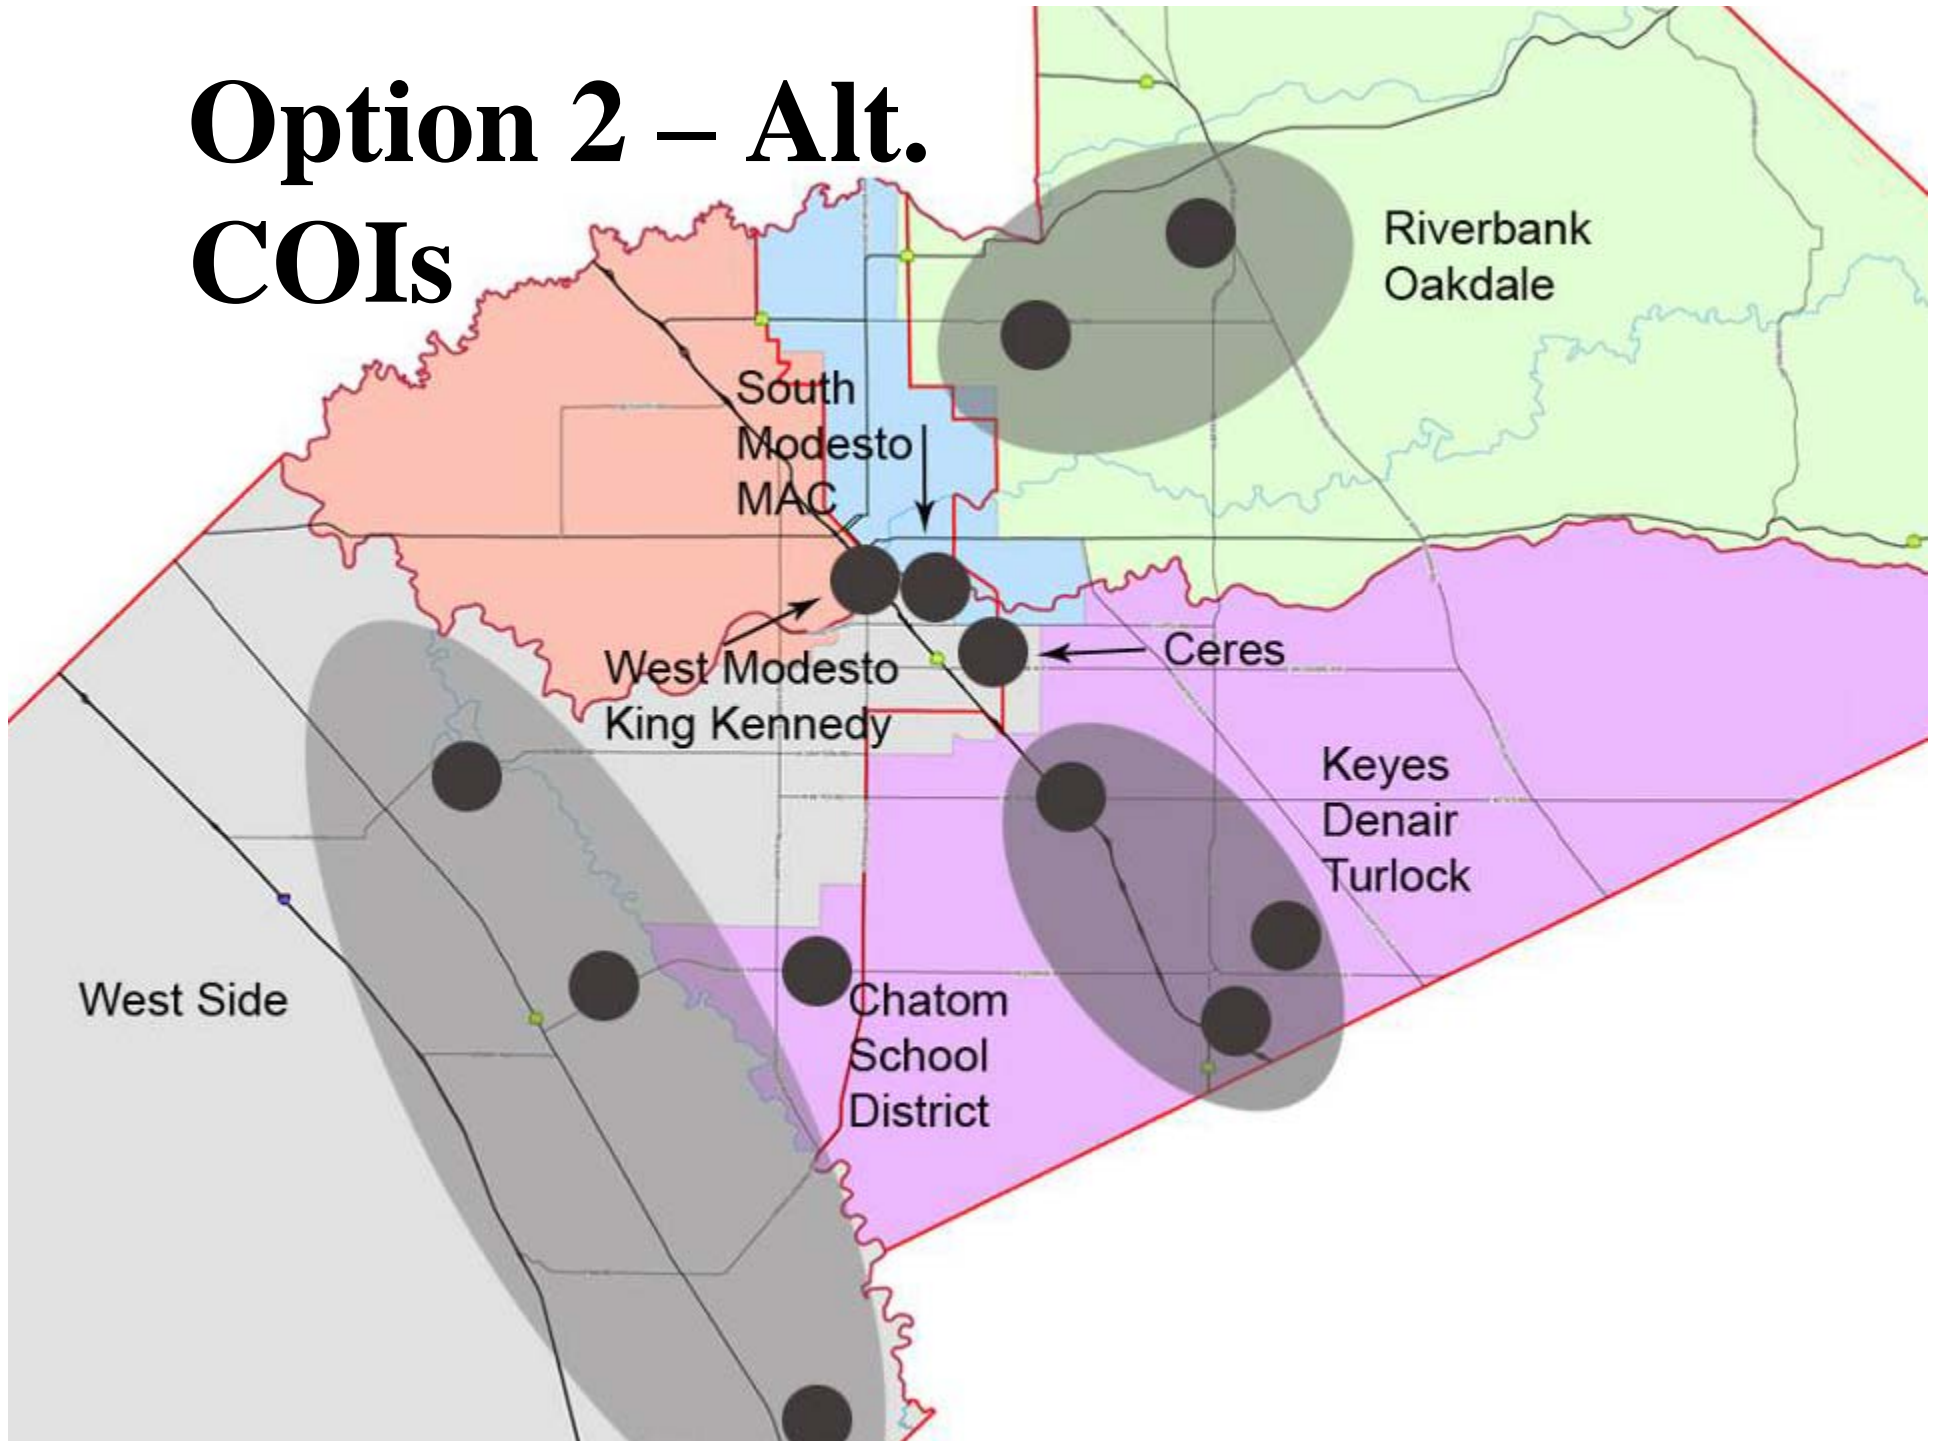 Option 2 – Alt.
COIs
Riverbank
Oakdale
South
Modesto
MAC
West Modesto
King Kennedy
Ceres
Keyes
Denair
Turlock
West Side
Chatom
School
District